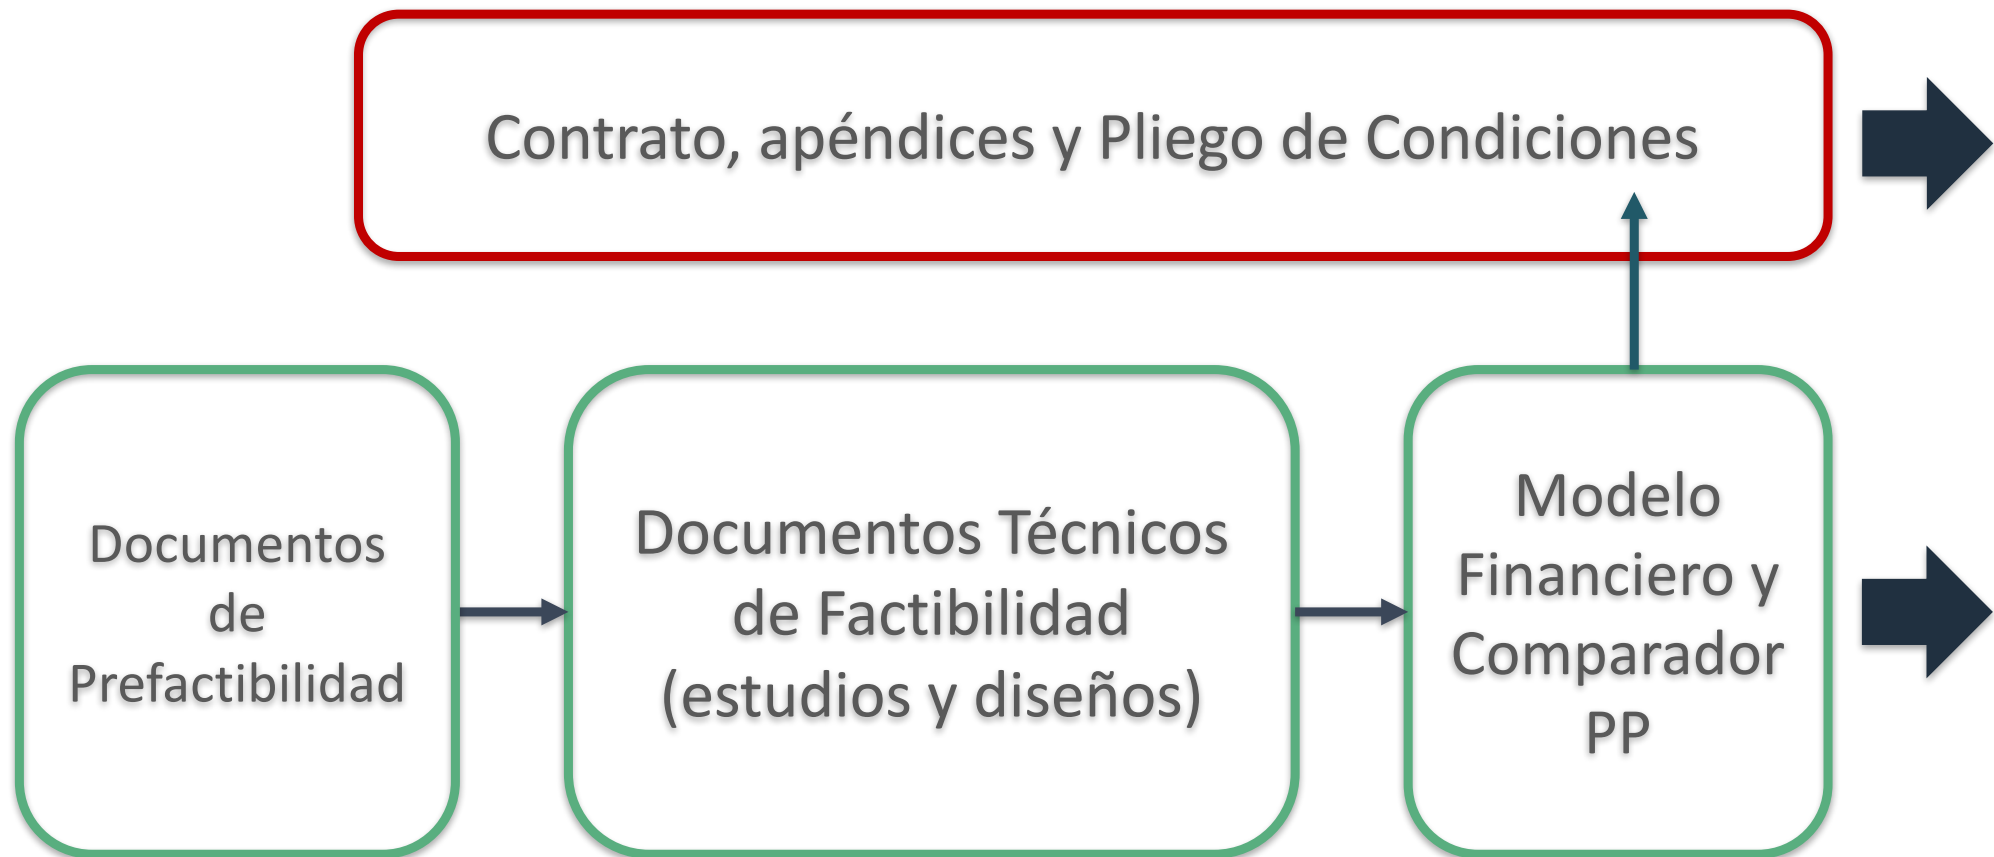 Contrato, apéndices y Pliego de Condiciones
Documentos
de
Prefactibilidad
Documentos Técnicos
de Factibilidad
(estudios y diseños)
Modelo
Financiero y
Comparador
PP